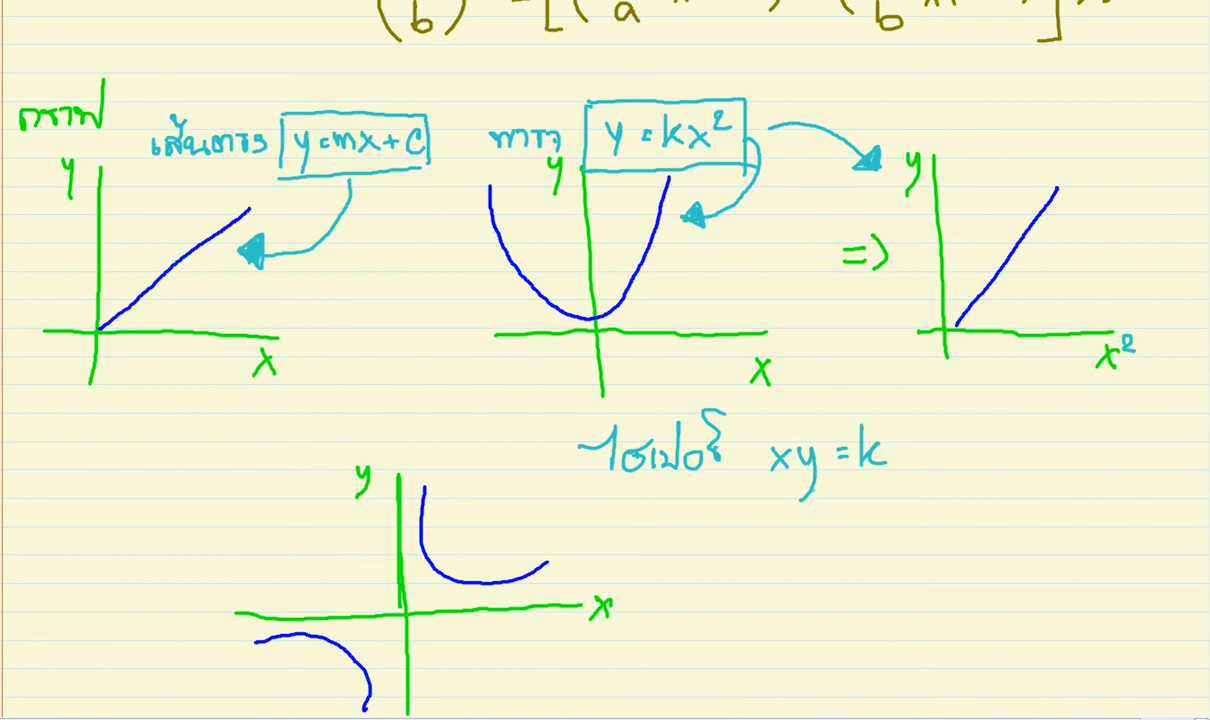 กราฟ
เส้นตรง y=mx+c
พารา y=kx²
y
x
y
x
=>
y
x²
ไฮเปอร์ xy=k
y
x